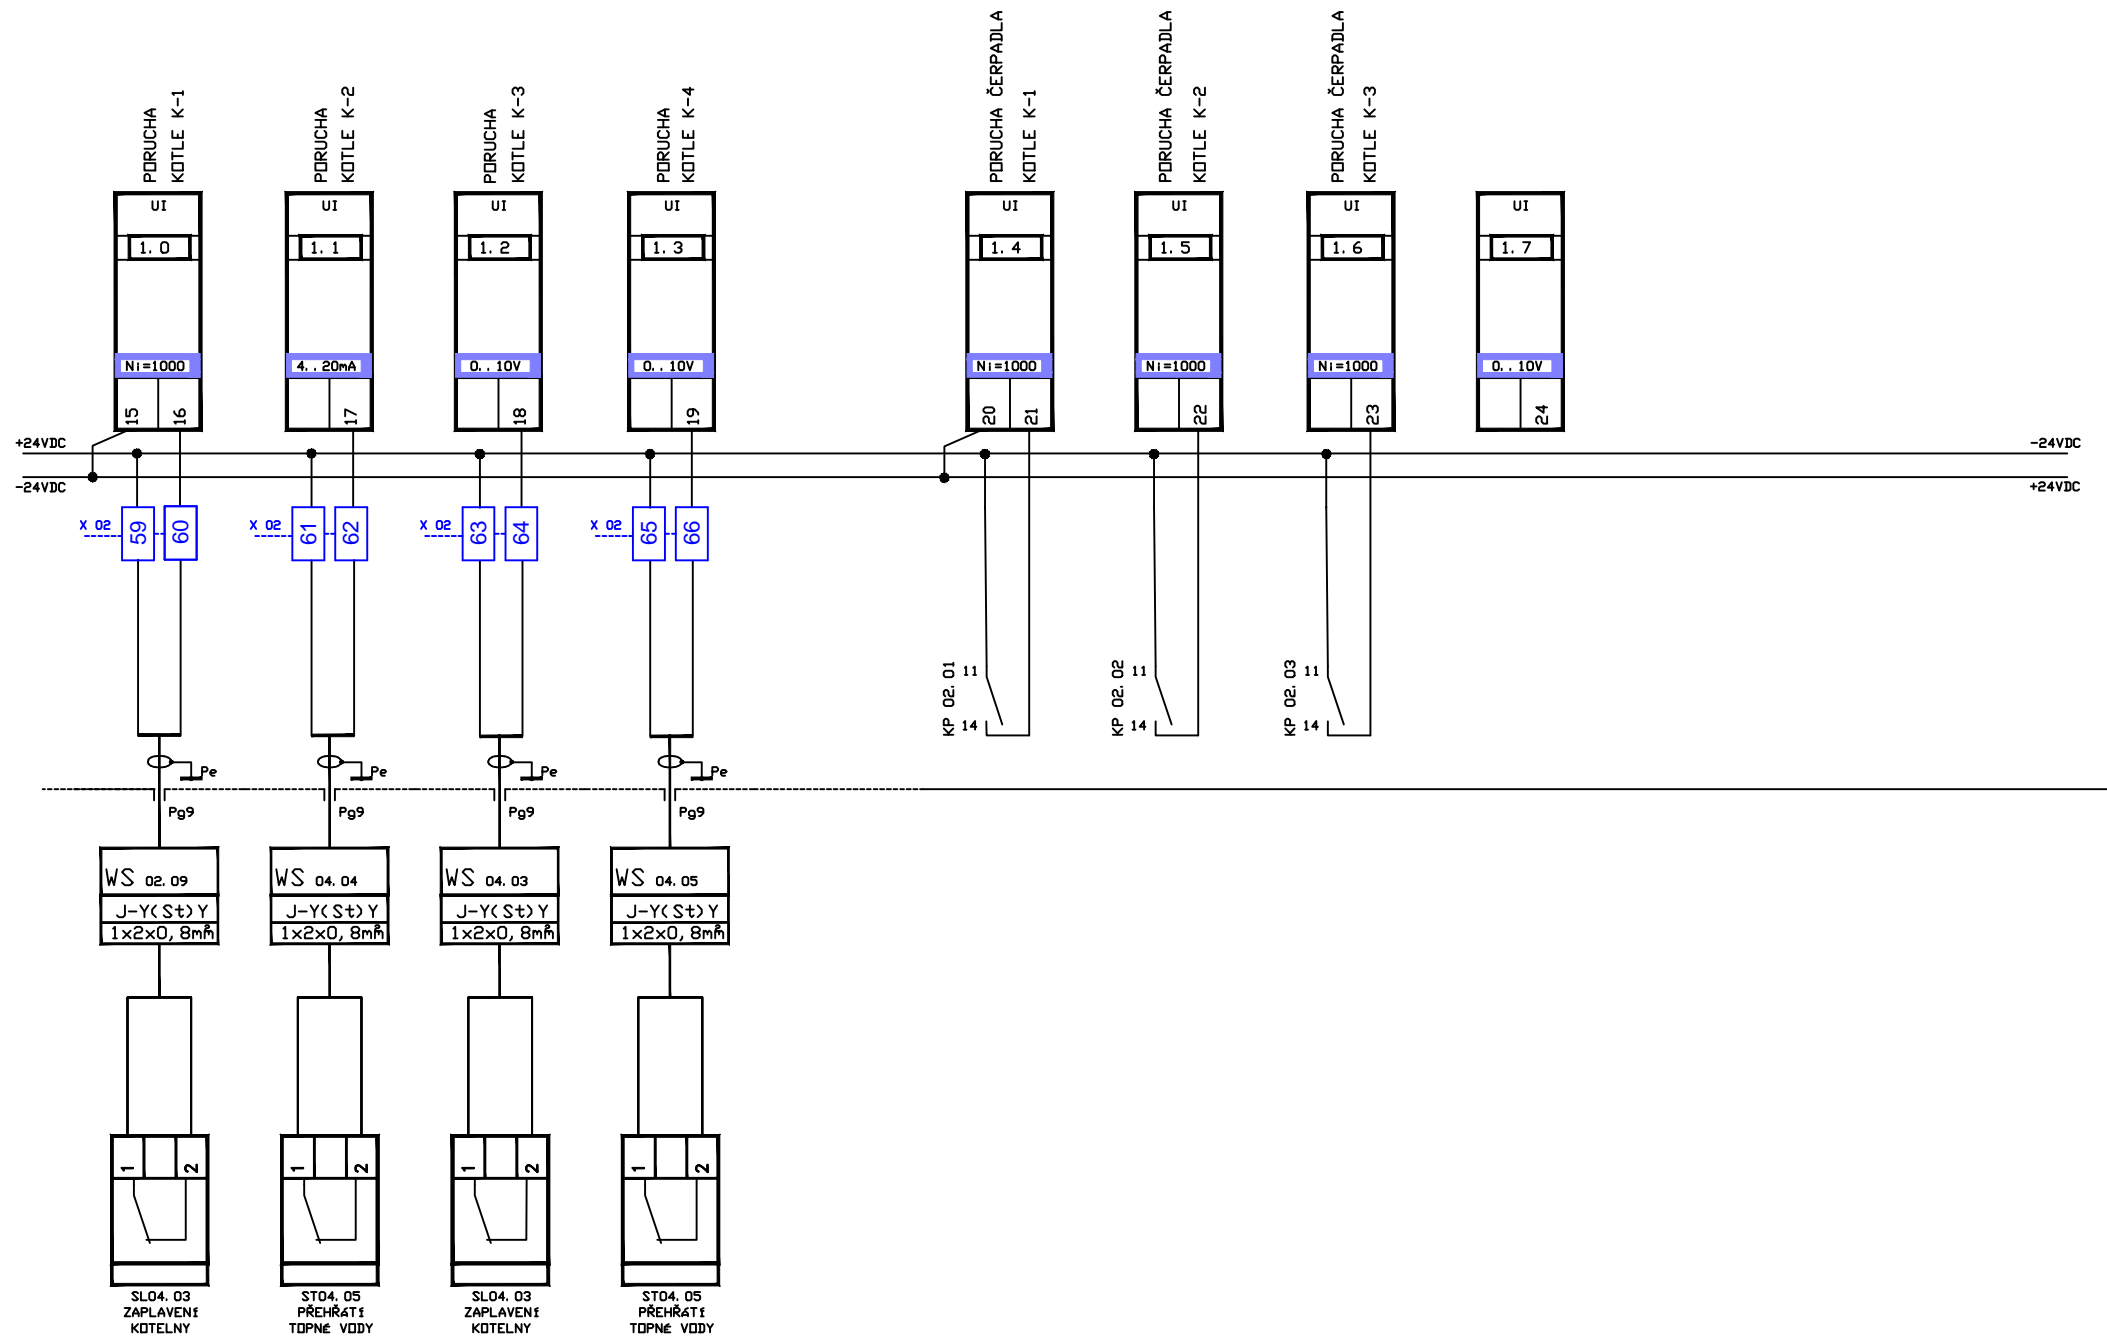 PORUCHA
KOTLE K-1
PORUCHA
KOTLE K-2
PORUCHA
KOTLE K-3
PORUCHA
KOTLE K-4
PORUCHA ČERPADLA
KOTLE K-1
PORUCHA ČERPADLA
KOTLE K-2
PORUCHA ČERPADLA
KOTLE K-3
UI UI UI UI UI UI UI UI
1.0 1.1 1.2 1.3 1.4 1.5 1.6 1.7
Ni=1000 4..20mA 0..10V 0..10V Ni=1000 Ni=1000 Ni=1000 0..10V
15 16 17 18 19 20 21 22 23 24
+24VDC -24VDC
-24VDC +24VDC
X 02 59 60 X 02 61 62 X 02 63 64 X 02 65 66
KP 02.01 11 14
KP 02.02 11 14
KP 02.03 11 14
Pe Pe Pe Pe
Pg9 Pg9 Pg9 Pg9
WS 02.09 WS 04.04 WS 04.03 WS 04.05
J-Y(St)Y J-Y(St)Y J-Y(St)Y J-Y(St)Y
1x2x0,8mm² 1x2x0,8mm² 1x2x0,8mm² 1x2x0,8mm²
1 2 1 2 1 2 1 2
SL04.03
ZAPLAVENÍ
KOTELNY
ST04.05
PŘEHŘÁTÍ
TOPNÉ VODY
SL04.03
ZAPLAVENÍ
KOTELNY
ST04.05
PŘEHŘÁTÍ
TOPNÉ VODY